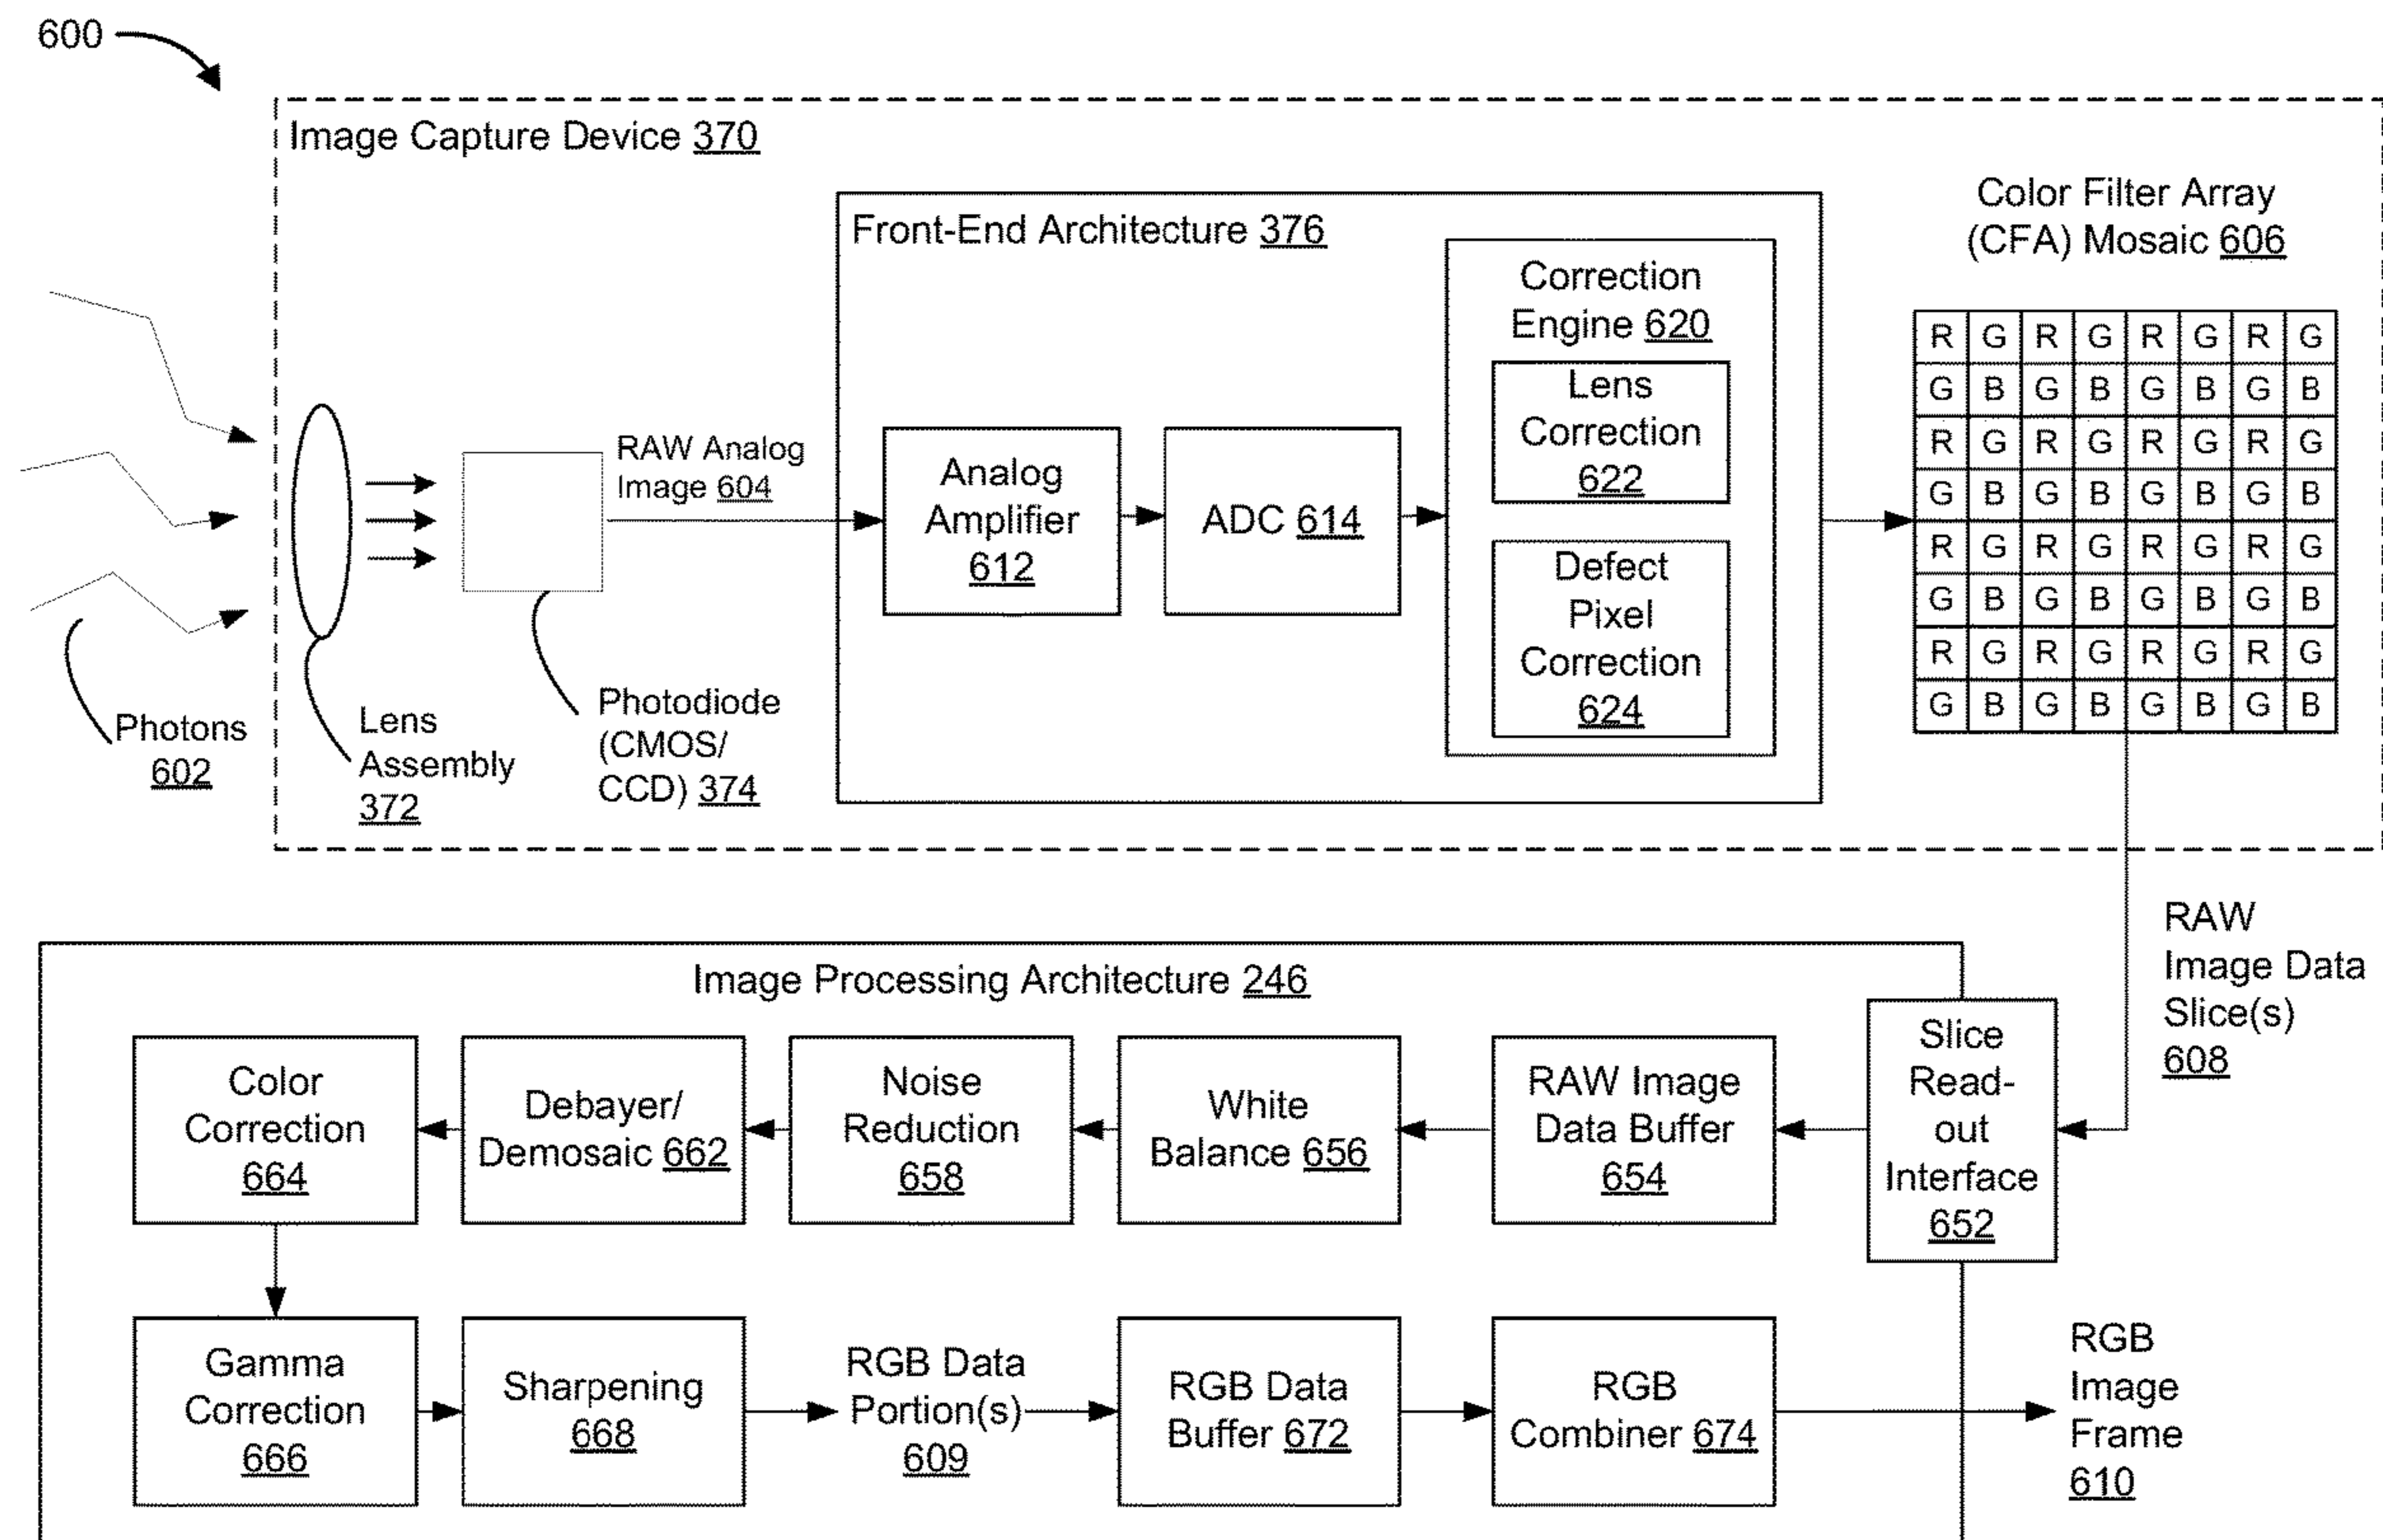 600
Image Capture Device 370
Front-End Architecture 376
Color Filter Array
(CFA) Mosaic 606
Correction
Engine 620
Lens
Correction
622
Defect
Pixel
Correction
624
RAW Analog
Image 604
Analog
Amplifier
612
ADC 614
R G R G R G R G
G B G B G B G B
R G R G R G R G
G B G B G B G B
R G R G R G R G
G B G B G B G B
R G R G R G R G
G B G B G B G B
Photons
602
Lens
Assembly
372
Photodiode
(CMOS/
CCD) 374
RAW
Image Data
Slice(s)
608
Image Processing Architecture 246
Color
Correction
664
Debayer/
Demosaic 662
Noise
Reduction
658
White
Balance 656
RAW Image
Data Buffer
654
Slice
Read-
out
Interface
652
Gamma
Correction
666
Sharpening
668
RGB Data
Portion(s)
609
RGB Data
Buffer 672
RGB
Combiner 674
RGB
Image
Frame
610